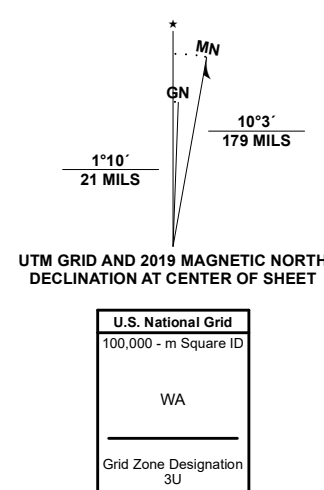 ★
MN
GN
10°3´
179 MILS
1°10´
21 MILS
UTM GRID AND 2019 MAGNETIC NORTH
DECLINATION AT CENTER OF SHEET
U.S. National Grid
100,000 - m Square ID
WA
Grid Zone Designation
3U